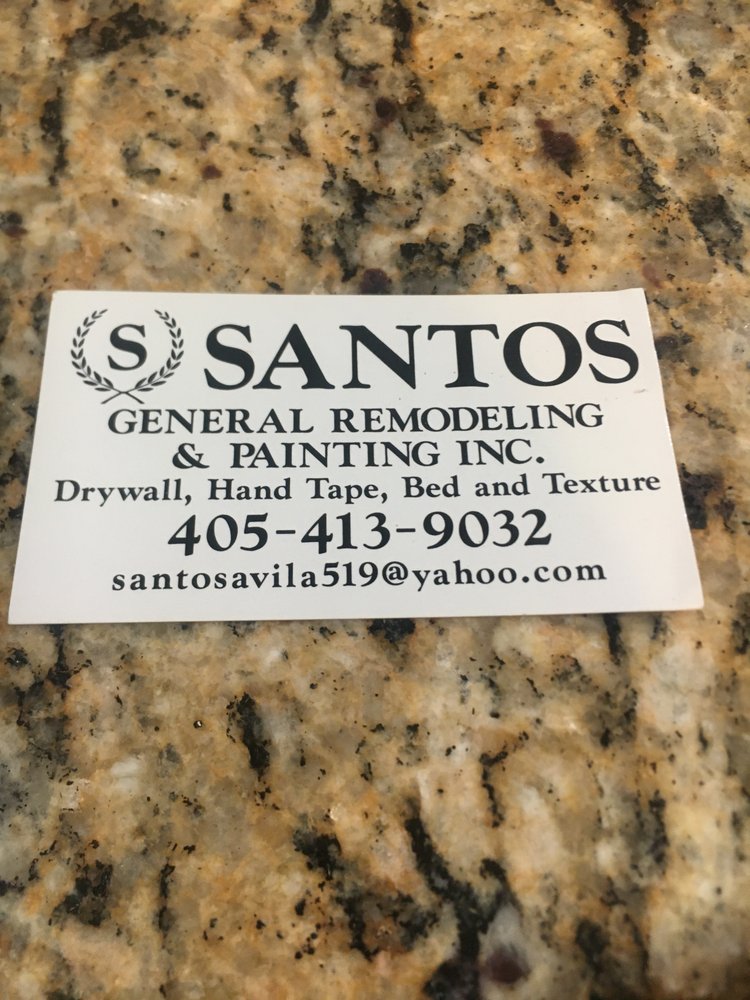 S SANTOS
GENERAL REMODELING
& PAINTING INC.
Drywall, Hand Tape, Bed and Texture
405-413-9032
santosavila519@yahoo.com